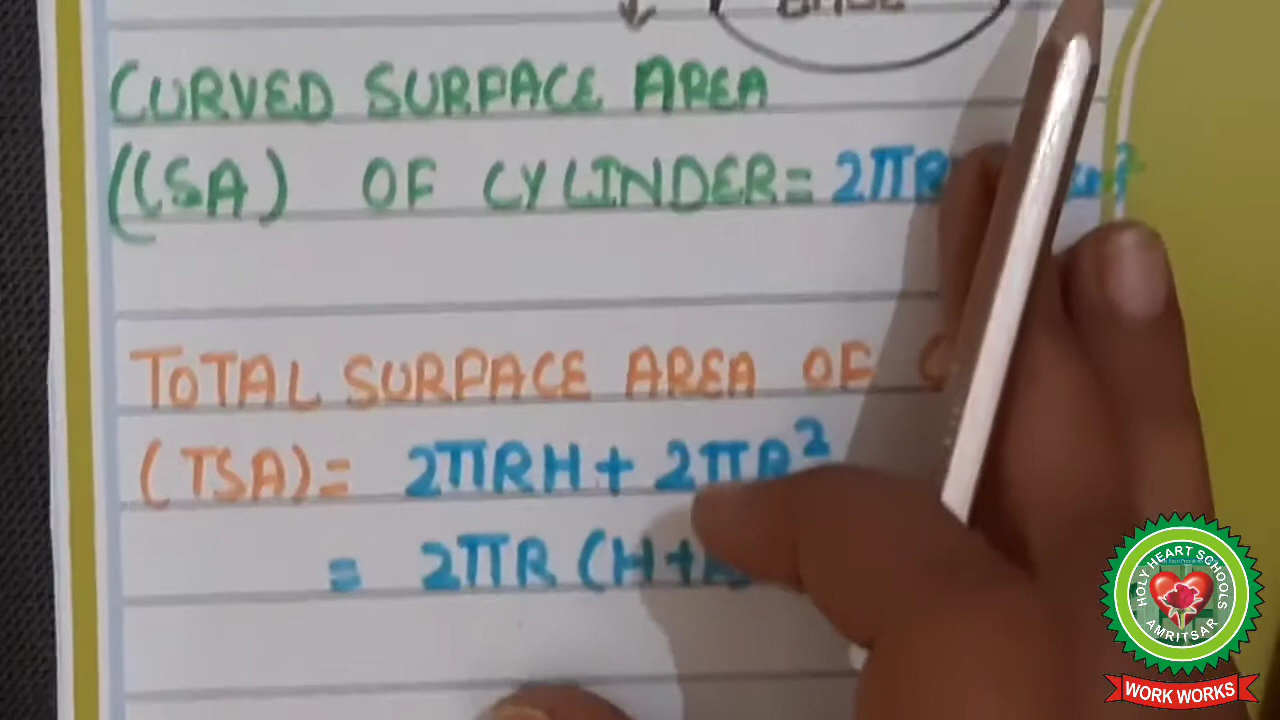 CURVED SURFACE AREA
(CSA) OF CYLINDER = 2πR
TOTAL SURFACE AREA OF
(TSA) = 2πRH + 2πR²
= 2πR (H+R
HOLY HEART SCHOOLS
AMRITSAR
WORK WORKS